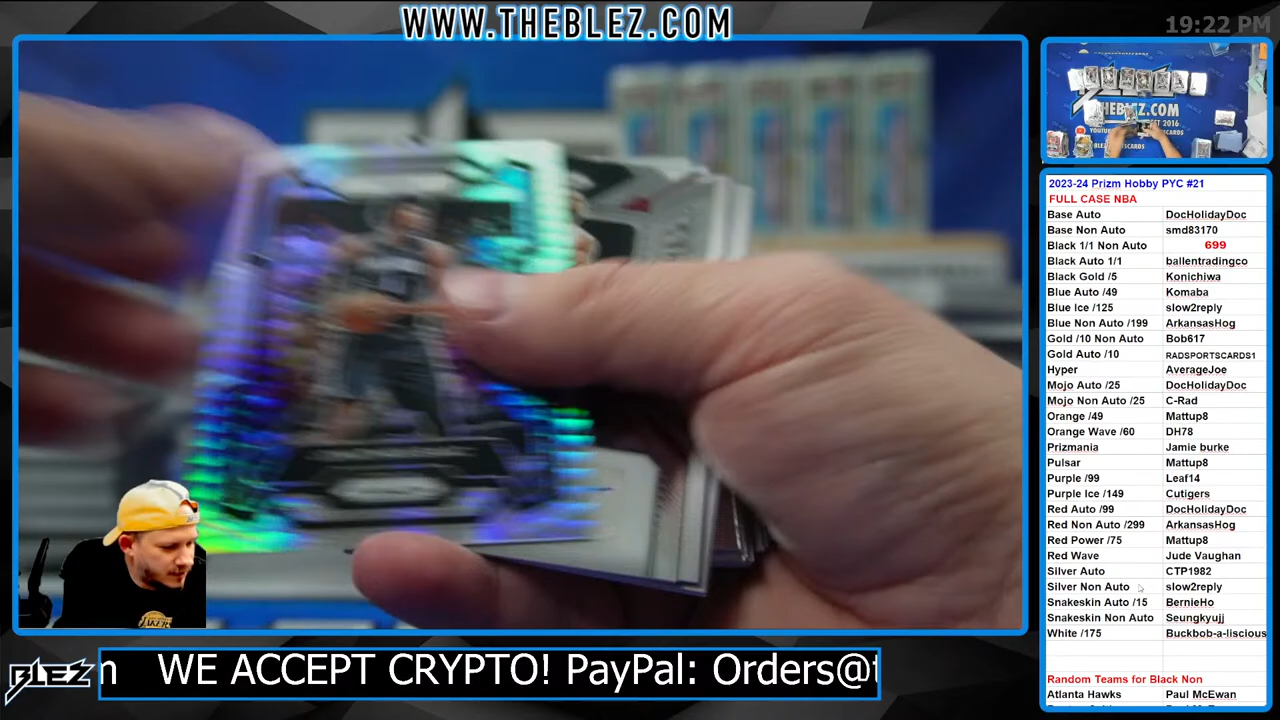 WWW.THEBLEZ.COM
19:22 PM
THEBLEZ.COM
2023-24 Prizm Hobby PYC #21
FULL CASE NBA
Base Auto DocHolidayDoc
Base Non Auto smd83170
Black 1/1 Non Auto 699
Black Auto 1/1 ballentradingco
Black Gold /5 Konichiwa
Blue Auto /49 Komaba
Blue ice /125 slow2reply
Blue Non Auto /199 ArkansasHog
Gold /10 Non Auto Bob617
Gold Auto /10 RADSPORTSCARDS1
Hyper AverageJoe
Mojo Auto /25 DocHolidayDoc
Mojo Non Auto /25 C-Rad
Orange /49 Mattup8
Orange Wave /60 DH78
Prizmania Jamie burke
Pulsar Mattup8
Purple /99 Leaf14
Purple Ice /149 Cutigers
Red Auto /99 DocHolidayDoc
Red Non Auto /299 ArkansasHog
Red Power /75 Mattup8
Red Wave Jude Vaughan
Silver Auto CTP1982
Silver Non Auto slow2reply
Snakeskin Auto /15 BernieHo
Snakeskin Non Auto Seungkyujj
White /175 Buckbob-a-liscious
Random Teams for Black Non
Atlanta Hawks Paul McEwan
BLEZ
m WE ACCEPT CRYPTO! PayPal: Orders@t